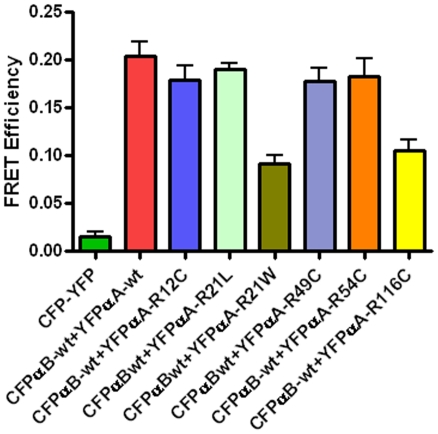 FRET Efficiency
0.25
0.20
0.15
0.10
0.05
0.00
CFP-YFP
CFPαB-wt+YFPαA-wt
CFPαB-wt+YFPαA-R12C
CFPαBwt+YFPαA-R21L
CFPαBwt+YFPαA-R21W
CFPαBwt+YFPαA-R49C
CFPαB-wt+YFPαA-R54C
CFPαB-wt+YFPαA-R116C